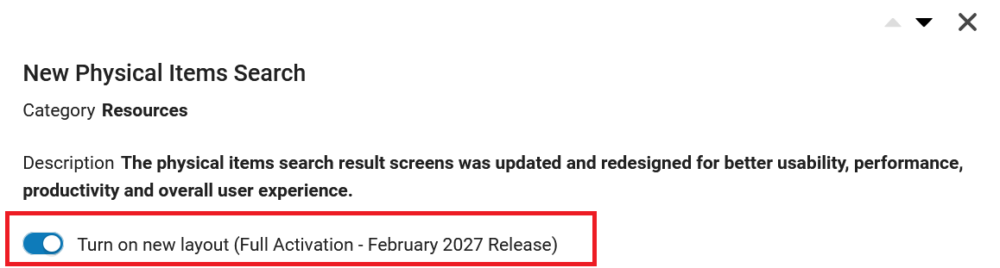 New Physical Items Search
Category Resources
Description The physical items search result screens was updated and redesigned for better usability, performance,
productivity and overall user experience.
Turn on new layout (Full Activation - February 2027 Release)